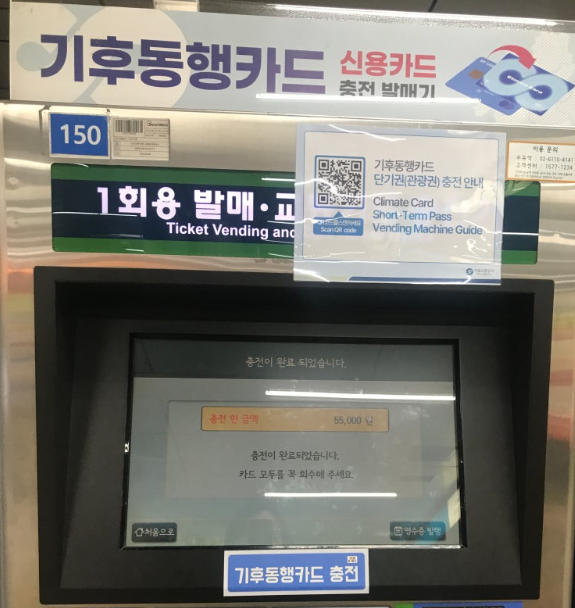 기후동행카드
신용카드
충전 발매기
150
1회용 발매·교
Ticket Vending and
기후동행카드
단기권(관광권) 충전 안내
Climate Card
Short-Term Pass
Vending Machine Guide
Scan QR code
이용 문의
충전이 완료 되었습니다.
충전 한 금액
55,000 원
충전이 완료되었습니다.
카드 모두를 꼭 회수해 주세요.
처음으로
영수증 발행
기후동행카드 충전